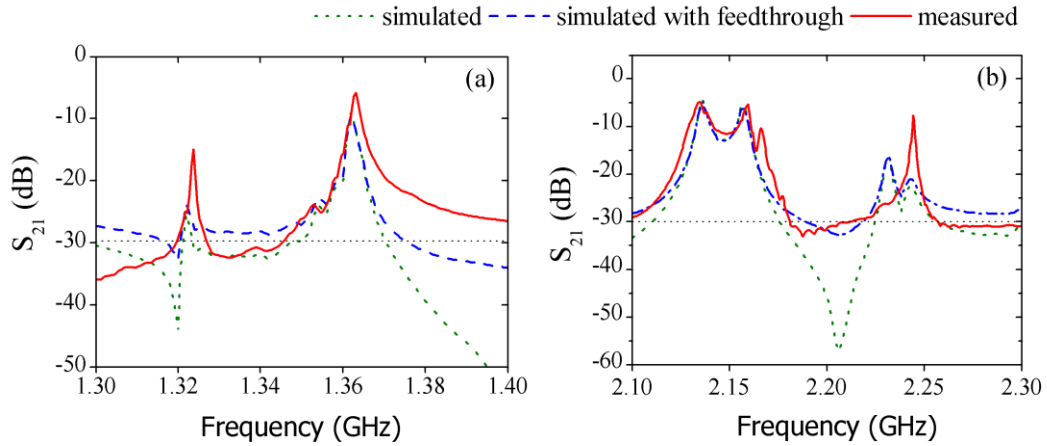 simulated simulated with feedthrough measured
(a)
S21 (dB)
0
-10
-20
-30
-40
-50
1.30 1.32 1.34 1.36 1.38 1.40
Frequency (GHz)
(b)
S21 (dB)
0
-10
-20
-30
-40
-50
-60
2.10 2.15 2.20 2.25 2.30
Frequency (GHz)